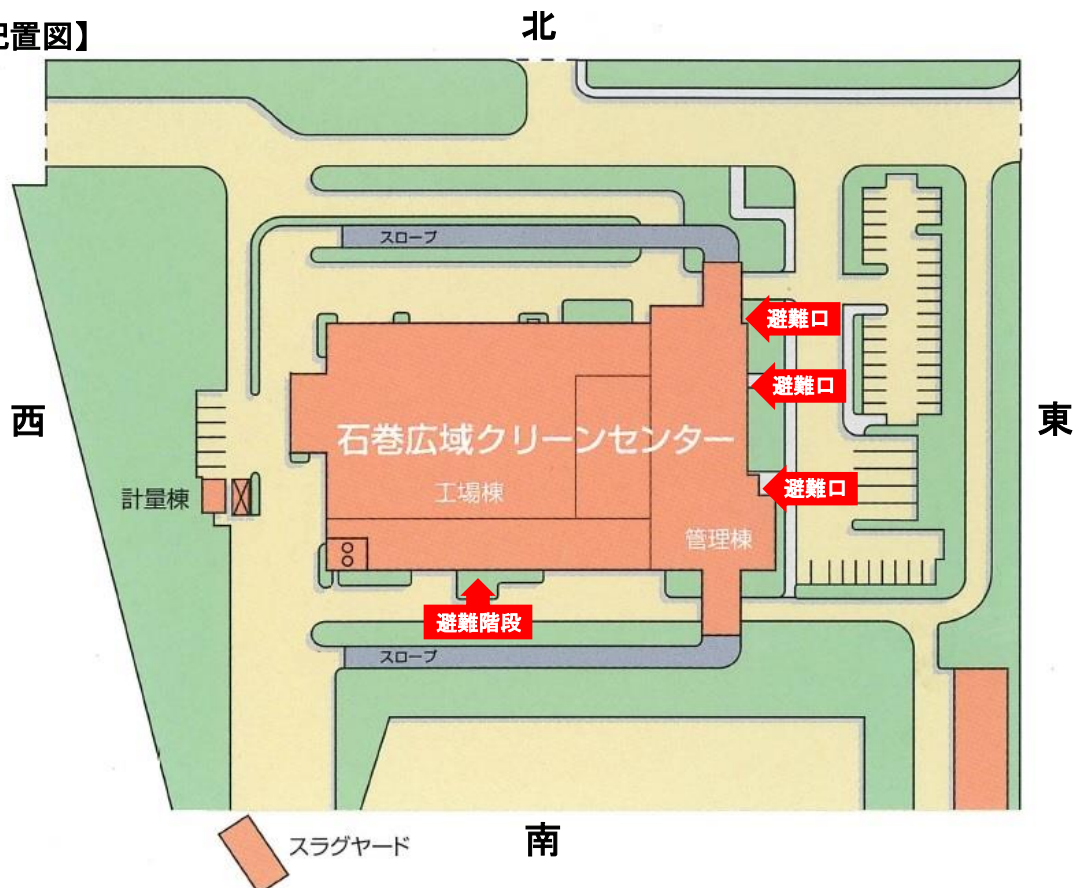 北
配置図】
スロープ
避難口
避難口
西
東
石巻広域クリーンセンター
工場棟
計量棟
避難口
管理棟
避難階段
スロープ
南
スラグヤード